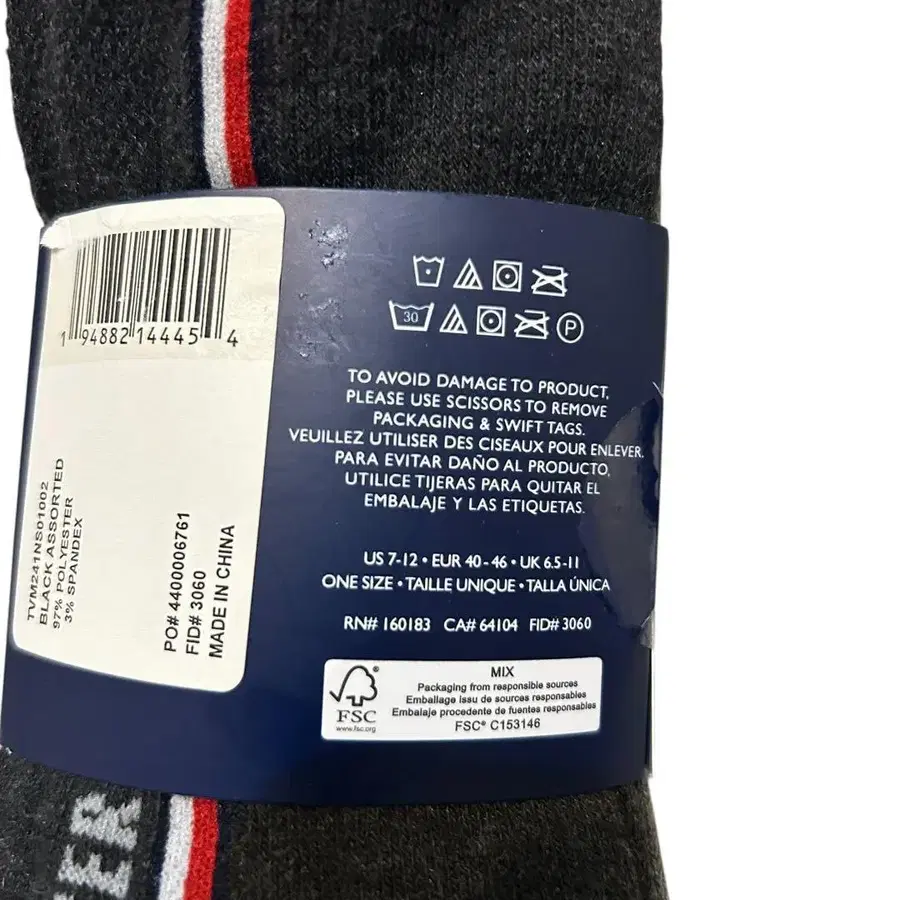 1 94882 14445 4
TVM241NS01002
BLACK ASSORTED
97% POLYESTER
3% SPANDEX
PO# 4400006761
FID# 3060
MADE IN CHINA
30
P
TO AVOID DAMAGE TO PRODUCT,
PLEASE USE SCISSORS TO REMOVE
PACKAGING & SWIFT TAGS.
VEUILLEZ UTILISER DES CISEAUX POUR ENLEVER.
PARA EVITAR DAÑO AL PRODUCTO,
UTILICE TIJERAS PARA QUITAR EL
EMBALAJE Y LAS ETIQUETAS.
US 7-12 • EUR 40-46 • UK 6.5-11
ONE SIZE • TAILLE UNIQUE • TALLA ÚNICA
RN# 160183 CA# 64104 FID# 3060
FSC®
www.fsc.org
MIX
Packaging from responsible sources
Emballage issu de sources responsables
Embalaje procedente de fuentes responsables
FSC® C153146
ER